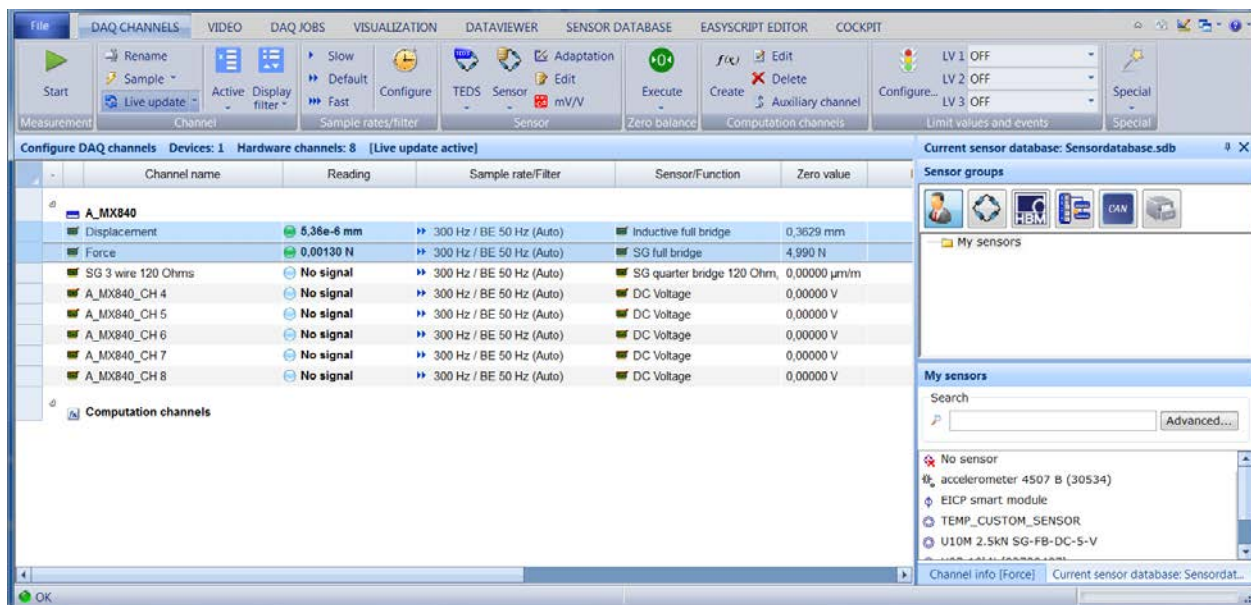 File DAQ CHANNELS VIDEO DAQ JOBS VISUALIZATION DATAVIEWER SENSOR DATABASE EASYSCRIPT EDITOR COCKPIT
Start
Measurement
Rename
Sample
Live update
Active
Display filter
Channel
Slow
Default
Fast
Configure
Sample rates/filter
TEDS
Sensor
Adaptation
Edit
mV/V
Sensor
Execute
Zero balance
f(x)
Create
Edit
Delete
Auxiliary channel
Computation channels
Configure...
LV 1 OFF
LV 2 OFF
LV 3 OFF
Limit values and events
Special
Special
Configure DAQ channels Devices: 1 Hardware channels: 8 [Live update active]
Channel name Reading Sample rate/Filter Sensor/Function Zero value
A_MX840
Displacement 5,36e-6 mm 300 Hz / BE 50 Hz (Auto) Inductive full bridge 0,3629 mm
Force 0,00130 N 300 Hz / BE 50 Hz (Auto) SG full bridge 4,990 N
SG 3 wire 120 Ohms No signal 300 Hz / BE 50 Hz (Auto) SG quarter bridge 120 Ohm, 0,00000 µm/m
A_MX840_CH 4 No signal 300 Hz / BE 50 Hz (Auto) DC Voltage 0,00000 V
A_MX840_CH 5 No signal 300 Hz / BE 50 Hz (Auto) DC Voltage 0,00000 V
A_MX840_CH 6 No signal 300 Hz / BE 50 Hz (Auto) DC Voltage 0,00000 V
A_MX840_CH 7 No signal 300 Hz / BE 50 Hz (Auto) DC Voltage 0,00000 V
A_MX840_CH 8 No signal 300 Hz / BE 50 Hz (Auto) DC Voltage 0,00000 V
Computation channels
Current sensor database: Sensordatabase.sdb
Sensor groups
HBM
CAN
My sensors
My sensors
Search
Advanced...
No sensor
accelerometer 4507 B (30534)
EICP smart module
TEMP_CUSTOM_SENSOR
U10M 2.5kN SG-FB-DC-5-V
Channel info [Force] Current sensor database: Sensordat...
OK